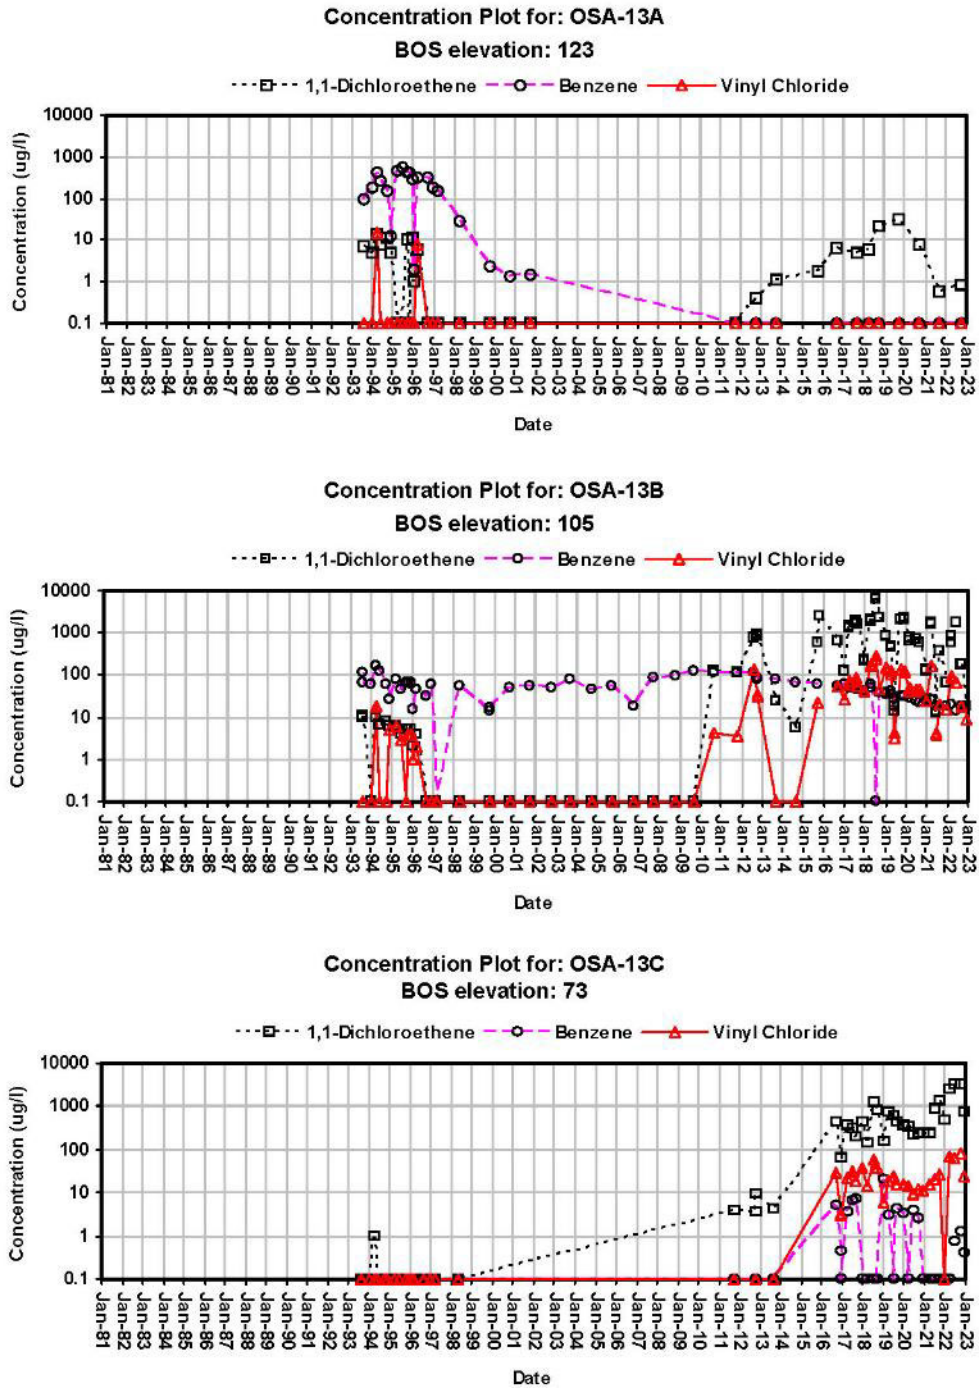 Concentration Plot for: OSA-13A
BOS elevation: 123
1,1-Dichloroethene Benzene Vinyl Chloride
Concentration (ug/l)
10000
1000
100
10
1
0.1
Jan-81 Jan-82 Jan-83 Jan-84 Jan-85 Jan-86 Jan-87 Jan-88 Jan-89 Jan-90 Jan-91 Jan-92 Jan-93 Jan-94 Jan-95 Jan-96 Jan-97 Jan-98 Jan-99 Jan-00 Jan-01 Jan-02 Jan-03 Jan-04 Jan-05 Jan-06 Jan-07 Jan-08 Jan-09 Jan-10 Jan-11 Jan-12 Jan-13 Jan-14 Jan-15 Jan-16 Jan-17 Jan-18 Jan-19 Jan-20 Jan-21 Jan-22 Jan-23
Date
Concentration Plot for: OSA-13B
BOS elevation: 105
1,1-Dichloroethene Benzene Vinyl Chloride
Concentration (ug/l)
10000
1000
100
10
1
0.1
Jan-81 Jan-82 Jan-83 Jan-84 Jan-85 Jan-86 Jan-87 Jan-88 Jan-89 Jan-90 Jan-91 Jan-92 Jan-93 Jan-94 Jan-95 Jan-96 Jan-97 Jan-98 Jan-99 Jan-00 Jan-01 Jan-02 Jan-03 Jan-04 Jan-05 Jan-06 Jan-07 Jan-08 Jan-09 Jan-10 Jan-11 Jan-12 Jan-13 Jan-14 Jan-15 Jan-16 Jan-17 Jan-18 Jan-19 Jan-20 Jan-21 Jan-22 Jan-23
Date
Concentration Plot for: OSA-13C
BOS elevation: 73
1,1-Dichloroethene Benzene Vinyl Chloride
Concentration (ug/l)
10000
1000
100
10
1
0.1
Jan-81 Jan-82 Jan-83 Jan-84 Jan-85 Jan-86 Jan-87 Jan-88 Jan-89 Jan-90 Jan-91 Jan-92 Jan-93 Jan-94 Jan-95 Jan-96 Jan-97 Jan-98 Jan-99 Jan-00 Jan-01 Jan-02 Jan-03 Jan-04 Jan-05 Jan-06 Jan-07 Jan-08 Jan-09 Jan-10 Jan-11 Jan-12 Jan-13 Jan-14 Jan-15 Jan-16 Jan-17 Jan-18 Jan-19 Jan-20 Jan-21 Jan-22 Jan-23
Date